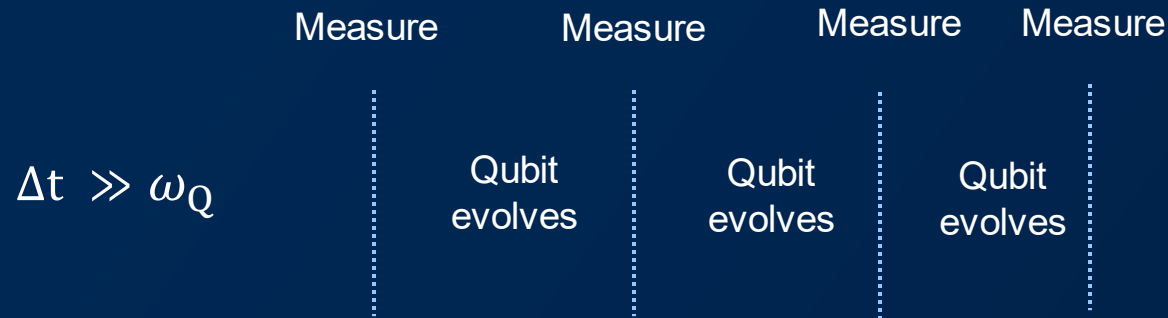 Measure Measure Measure Measure
Δt ≫ ω_Q
Qubit
evolves
Qubit
evolves
Qubit
evolves